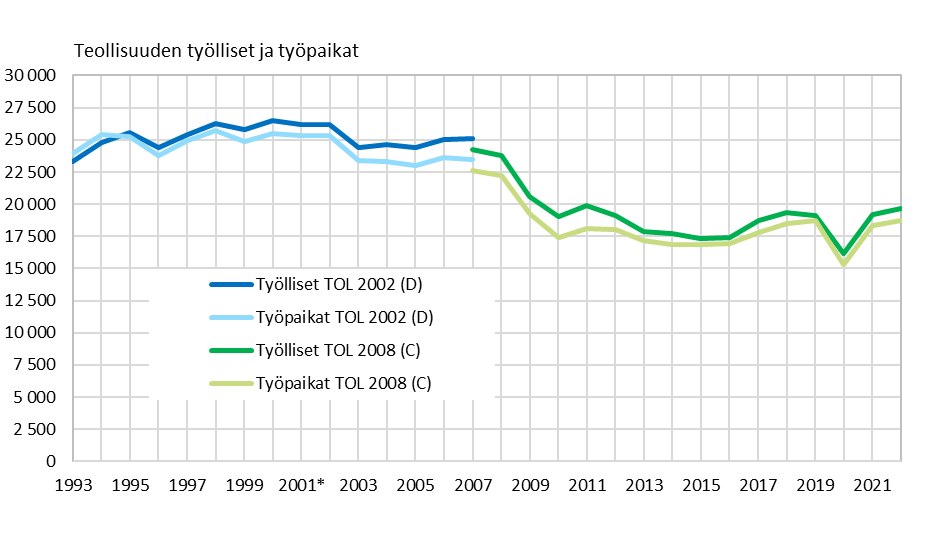 Teollisuuden työlliset ja työpaikat
30 000
27 500
25 000
22 500
20 000
17 500
15 000
12 500
10 000
7 500
5 000
2 500
0
Työlliset TOL 2002 (D)
Työpaikat TOL 2002 (D)
Työlliset TOL 2008 (C)
Työpaikat TOL 2008 (C)
1993 1995 1997 1999 2001* 2003 2005 2007 2009 2011 2013 2015 2017 2019 2021